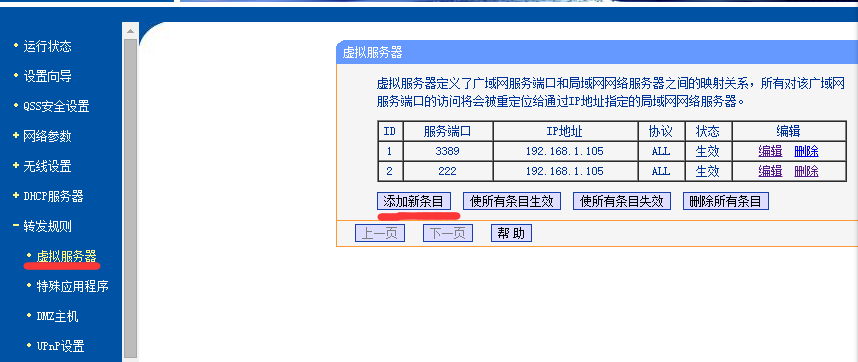 运行状态
设置向导
QSS安全设置
网络参数
无线设置
DHCP服务器
转发规则
虚拟服务器
特殊应用程序
DMZ主机
UPnP设置
虚拟服务器
虚拟服务器定义了广域网服务端口和局域网网络服务器之间的映射关系，所有对该广域网
服务端口的访问将会被重定位给通过IP地址指定的局域网网络服务器。
ID 服务端口 IP地址 协议 状态 编辑
1 3389 192.168.1.105 ALL 生效 编辑 删除
2 222 192.168.1.105 ALL 生效 编辑 删除
添加新条目 使所有条目生效 使所有条目失效 删除所有条目
上一页 下一页 帮助